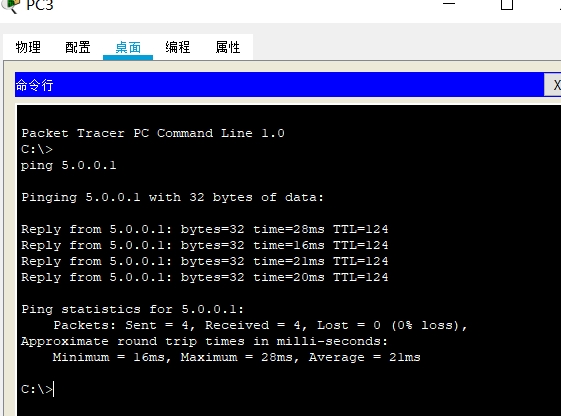 PC3
物理 配置 桌面 编程 属性
命令行 X
Packet Tracer PC Command Line 1.0
C:\>
ping 5.0.0.1
Pinging 5.0.0.1 with 32 bytes of data:
Reply from 5.0.0.1: bytes=32 time=28ms TTL=124
Reply from 5.0.0.1: bytes=32 time=16ms TTL=124
Reply from 5.0.0.1: bytes=32 time=21ms TTL=124
Reply from 5.0.0.1: bytes=32 time=20ms TTL=124
Ping statistics for 5.0.0.1:
Packets: Sent = 4, Received = 4, Lost = 0 (0% loss),
Approximate round trip times in milli-seconds:
Minimum = 16ms, Maximum = 28ms, Average = 21ms
C:\>